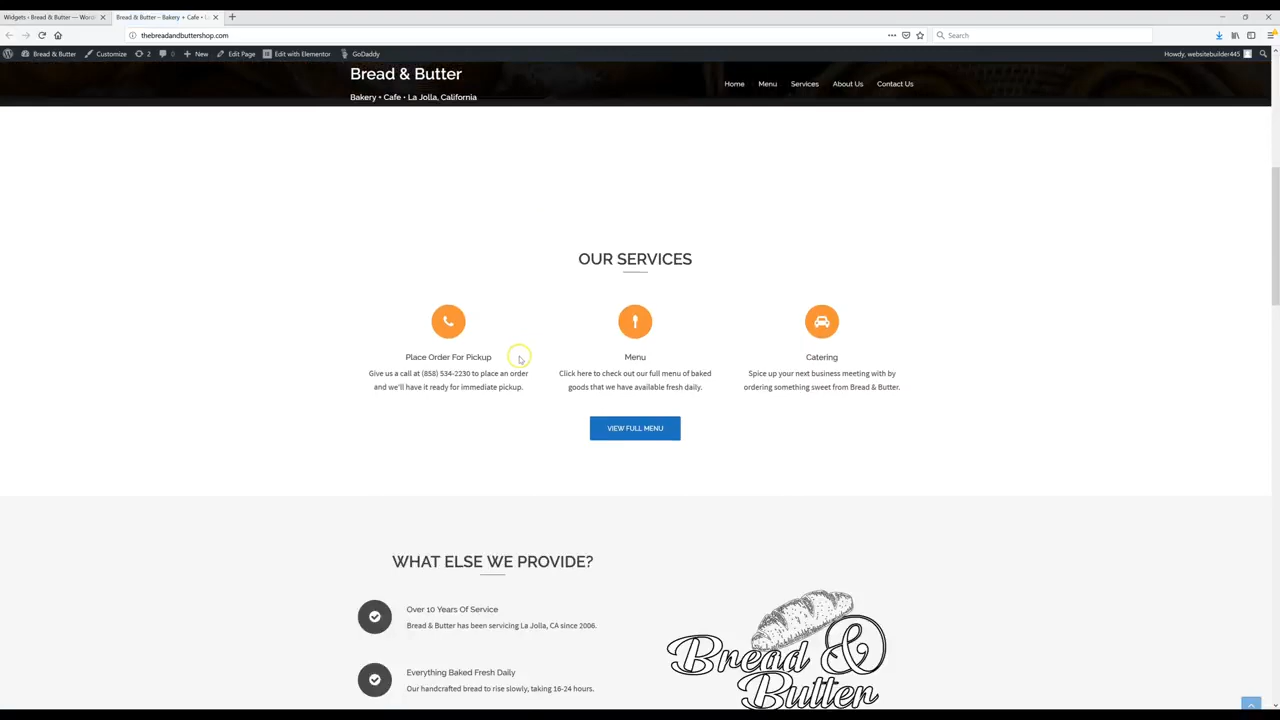 Widgets ‹ Bread & Butter — Word
Bread & Butter – Bakery + Cafe • L
thebreadandbuttershop.com
Search
Bread & Butter
Customize
2
0
New
Edit Page
Edit with Elementor
GoDaddy
Howdy, websitebuilder445
Bread & Butter
Bakery + Cafe • La Jolla, California
Home
Menu
Services
About Us
Contact Us
OUR SERVICES
Place Order For Pickup
Give us a call at (858) 534-2230 to place an order
and we'll have it ready for immediate pickup.
Menu
Click here to check out our full menu of baked
goods that we have available fresh daily.
Catering
Spice up your next business meeting with by
ordering something sweet from Bread & Butter.
VIEW FULL MENU
WHAT ELSE WE PROVIDE?
Over 10 Years Of Service
Bread & Butter has been servicing La Jolla, CA since 2006.
Everything Baked Fresh Daily
Our handcrafted bread to rise slowly, taking 16-24 hours.
Bread &
Butter